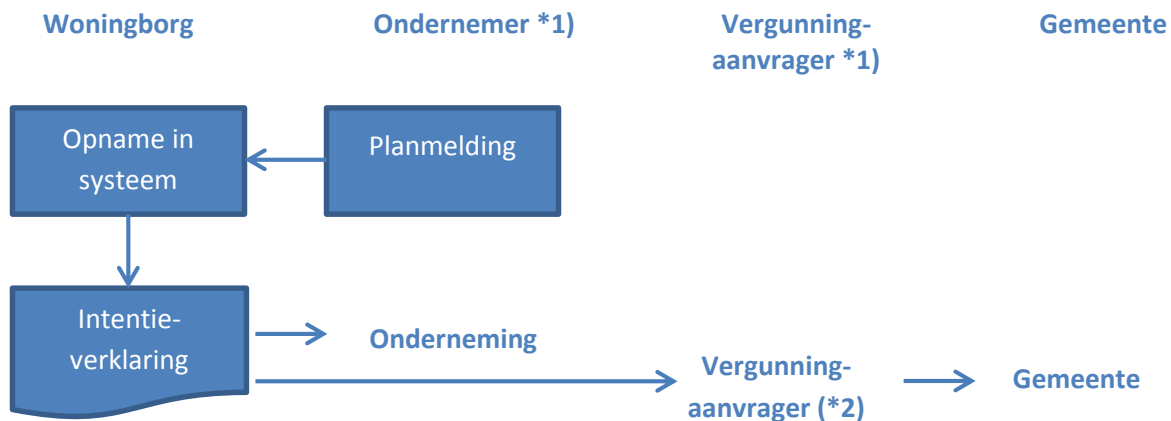 Woningborg Ondernemer *1) Vergunning- Gemeente
aanvrager *1)
Opname in
systeem
Planmelding
Intentie-
verklaring
Onderneming
Vergunning-
aanvrager (*2)
Gemeente